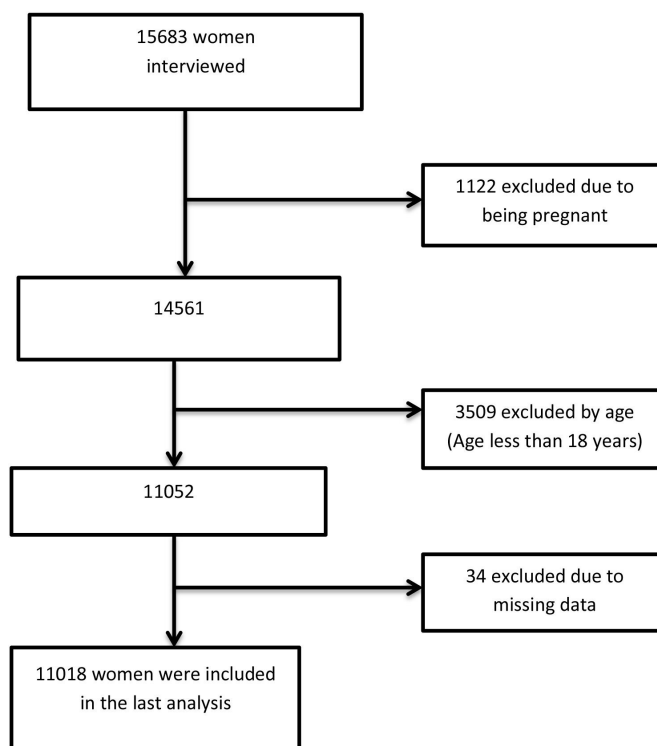 15683 women
interviewed
1122 excluded due to
being pregnant
14561
3509 excluded by age
(Age less than 18 years)
11052
34 excluded due to
missing data
11018 women were included
in the last analysis